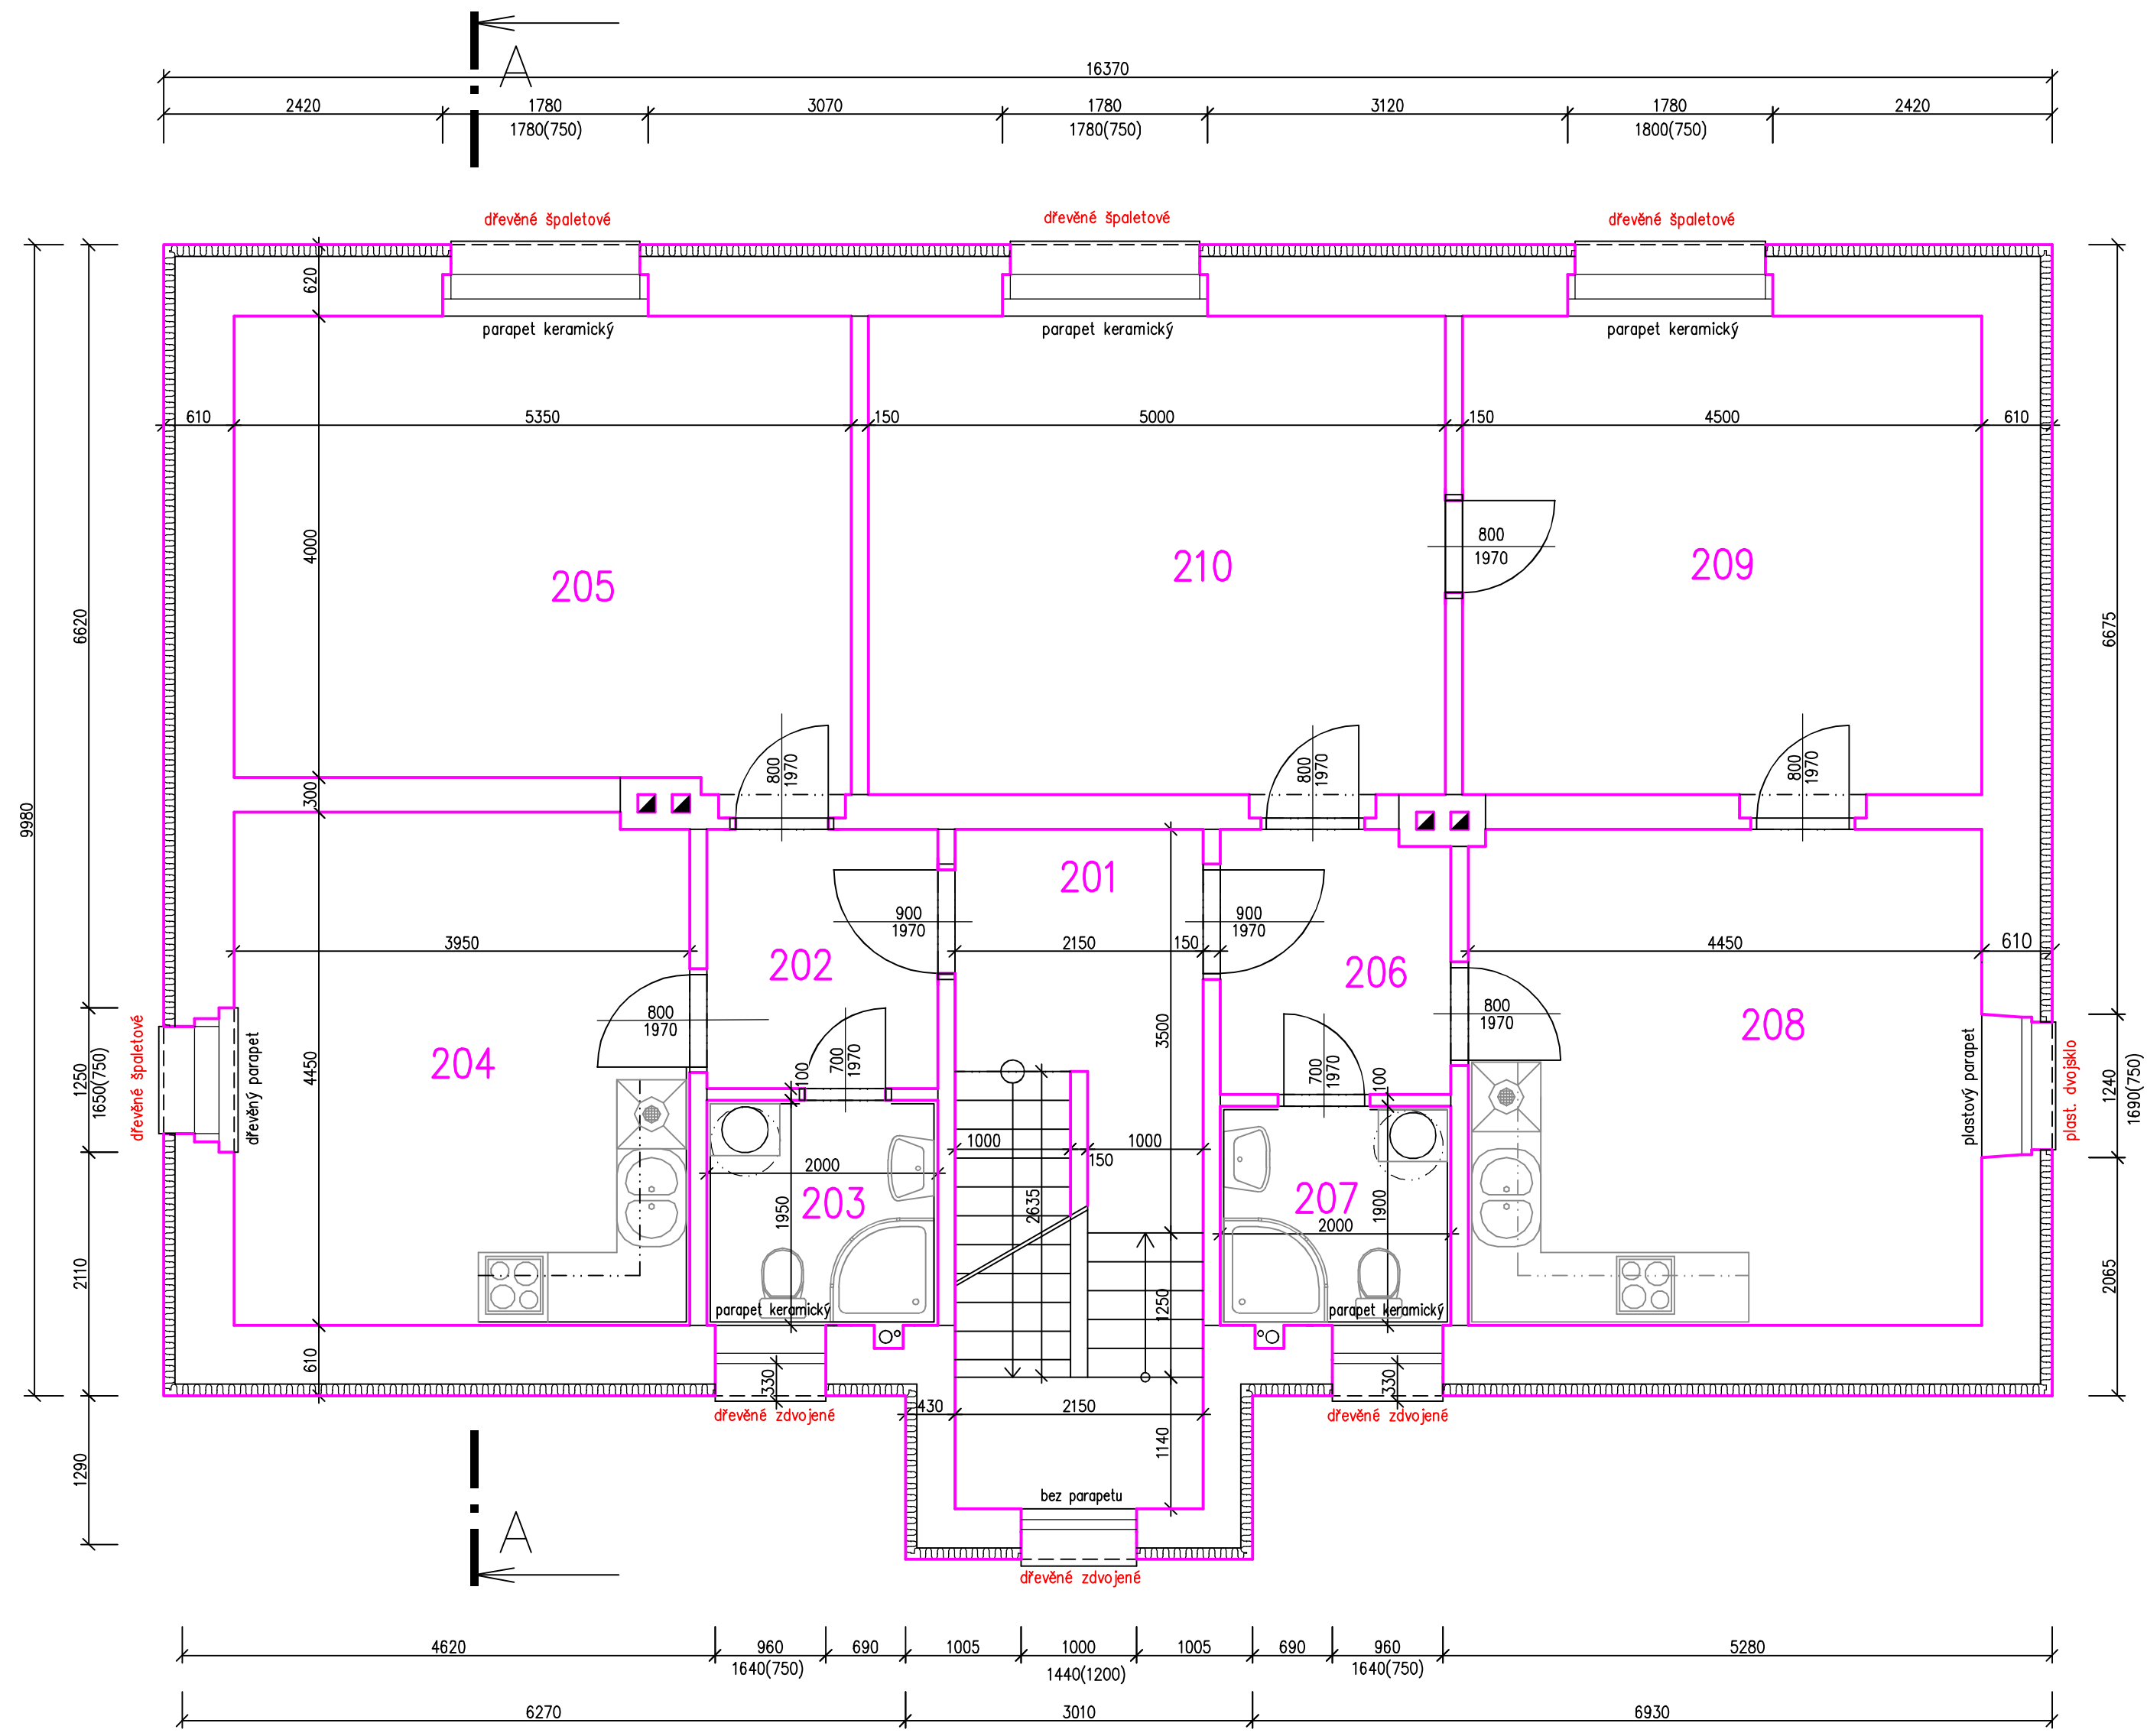 A
16370
2420 1780 3070 1780 3120 1780 2420
1780(750) 1780(750) 1800(750)
dřevěné špaletové dřevěné špaletové dřevěné špaletové
620
parapet keramický parapet keramický parapet keramický
610 5350 150 5000 150 4500 610
4000
800
1970
205 210 209
6620 6675
800
1970
800
1970
800
1970
300
9980
201
900
1970
900
1970
3950 2150 150 4450 610
202 206
800
1970
800
1970
208
204
3500
dřevěné špaletové
1250
1650(750)
dřevěný parapet
4450
100
700
1970
700
1970
100
plastový parapet
plast. dvojsklo
1240
1690(750)
1000 1000
150
2000
203
1950
2635
207
1900
2000
2110 2065
1250
parapet keramický parapet keramický
610
330 330
dřevěné zdvojené 430 2150 dřevěné zdvojené
1140
1290
bez parapetu
A
dřevěné zdvojené
4620 960 690 1005 1000 1005 690 960 5280
1640(750) 1440(1200) 1640(750)
6270 3010 6930